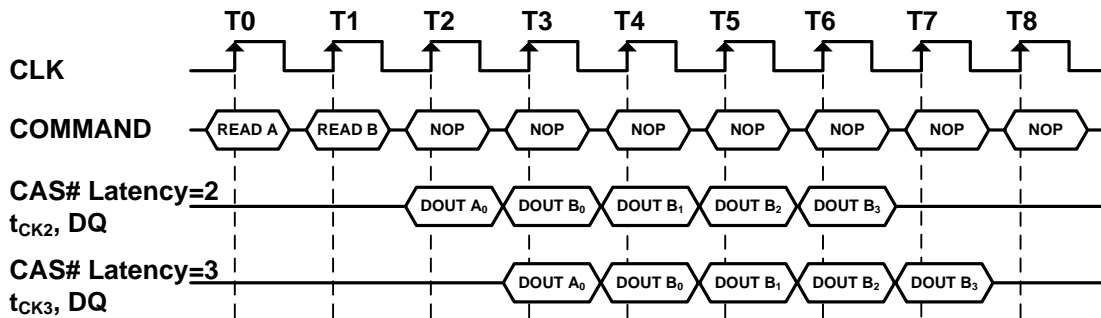 T0 T1 T2 T3 T4 T5 T6 T7 T8
CLK
COMMAND READ A READ B NOP NOP NOP NOP NOP NOP NOP
CAS# Latency=2
tCK2, DQ DOUT A0 DOUT B0 DOUT B1 DOUT B2 DOUT B3
CAS# Latency=3
tCK3, DQ DOUT A0 DOUT B0 DOUT B1 DOUT B2 DOUT B3